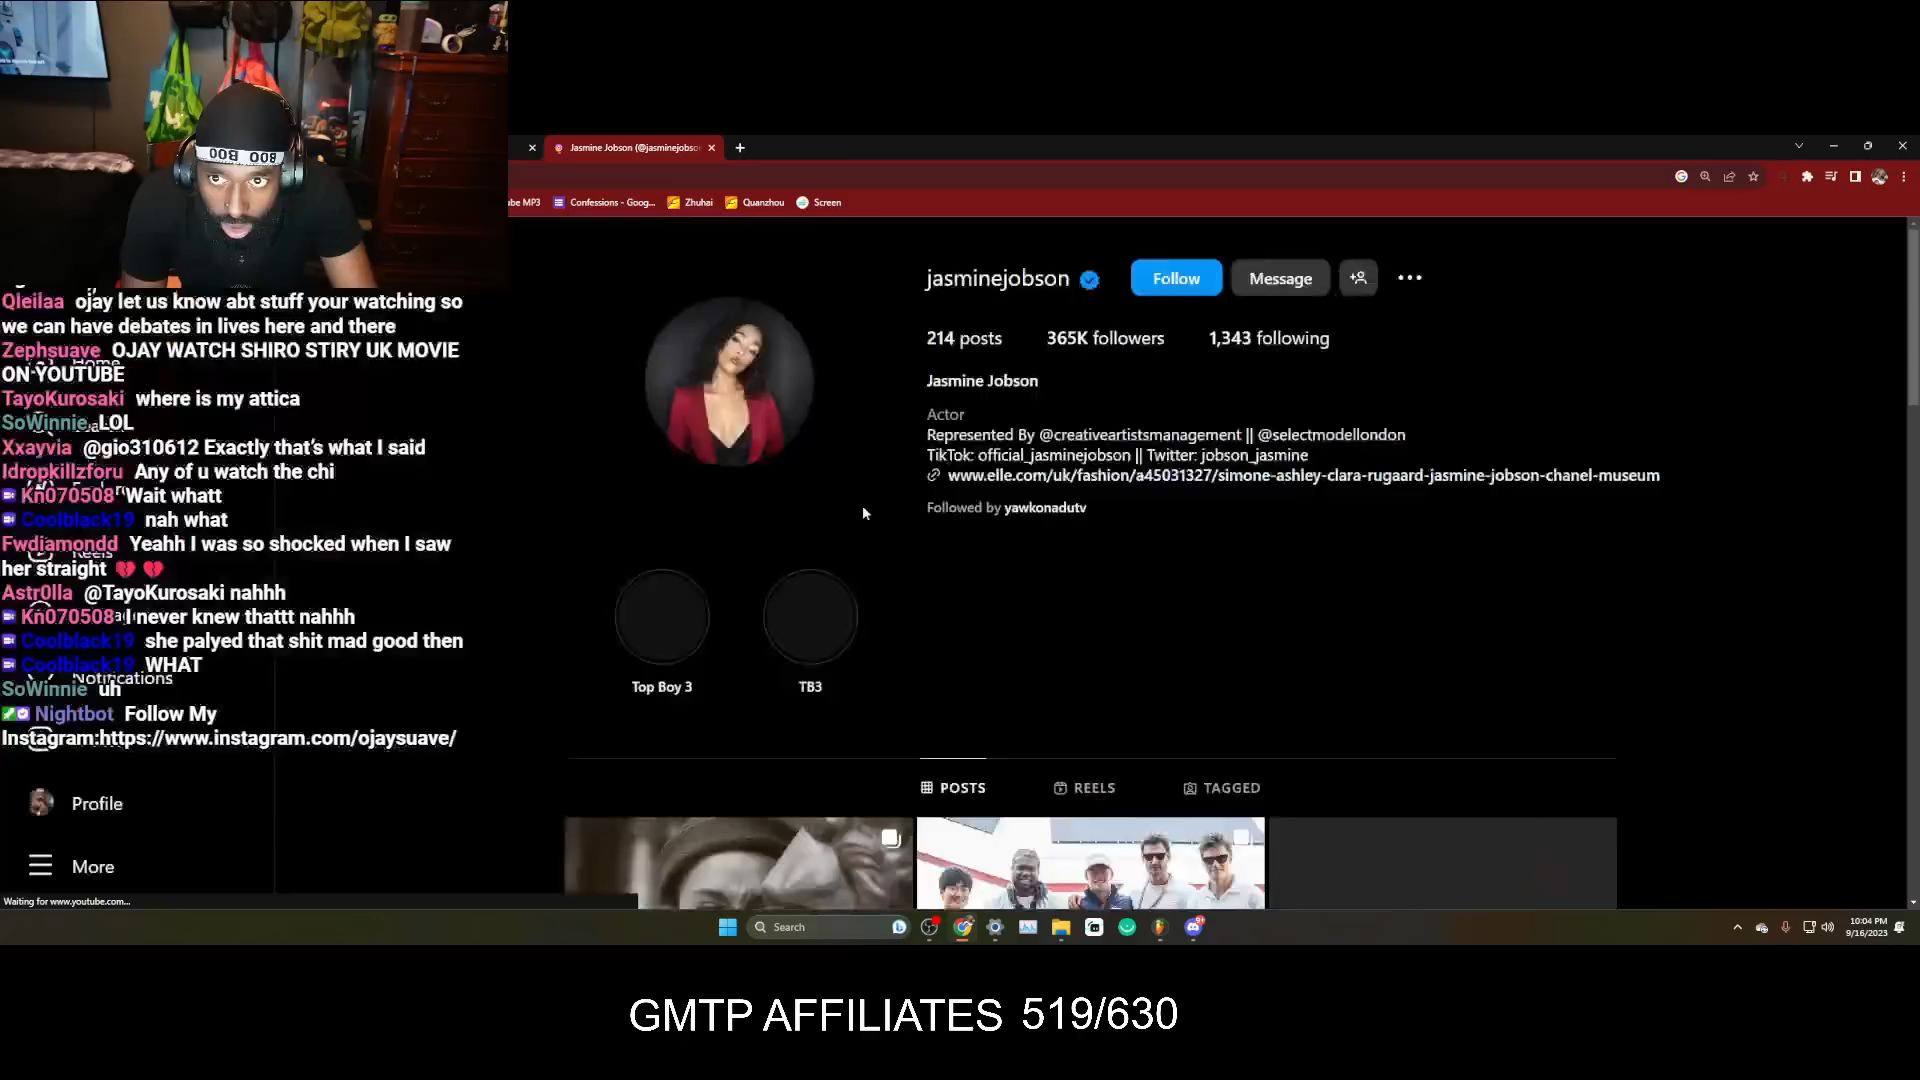 BOO BOO
Jasmine Jobson (@jasminejobso
ube MP3
Confessions - Goog...
Zhuhai
Quanzhou
Screen
jasminejobson
Follow
Message
214 posts
365K followers
1,343 following
Jasmine Jobson
Actor
Represented By @creativeartistsmanagement || @selectmodellondon
TikTok: official_jasminejobson || Twitter: jobson_jasmine
www.elle.com/uk/fashion/a45031327/simone-ashley-clara-rugaard-jasmine-jobson-chanel-museum
Followed by yawkonadutv
Top Boy 3
TB3
POSTS
REELS
TAGGED
Qleilaa ojay let us know abt stuff your watching so
we can have debates in lives here and there
Zephsuave OJAY WATCH SHIRO STIRY UK MOVIE
ON YOUTUBE
TayoKurosaki where is my attica
SoWinnie LOL
Xxayvia @gio310612 Exactly that's what I said
Idropkillzforu Any of u watch the chi
Kn070508 Wait whatt
Coolblack19 nah what
Fwdiamondd Yeahh I was so shocked when I saw
her straight
Astr0lla @TayoKurosaki nahhh
Kn070508 I never knew thattt nahhh
Coolblack19 she palyed that shit mad good then
Coolblack19 WHAT
SoWinnie uh
Nightbot Follow My
Instagram:https://www.instagram.com/ojaysuave/
Home
Reels
Notifications
Profile
More
Waiting for www.youtube.com...
Search
10:04 PM
9/16/2023
GMTP AFFILIATES 519/630